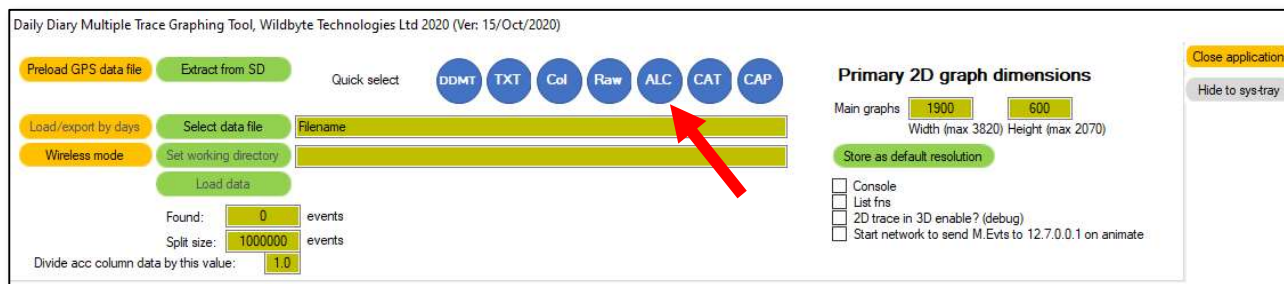 Daily Diary Multiple Trace Graphing Tool, Wildbyte Technologies Ltd 2020 (Ver: 15/Oct/2020)
Preload GPS data file
Extract from SD
Quick select
DDMT
TXT
Col
Raw
ALC
CAT
CAP
Load/export by days
Select data file
Filename
Wireless mode
Set working directory
Load data
Found: 0 events
Split size: 1000000 events
Divide acc column data by this value: 1.0
Primary 2D graph dimensions
Main graphs 1900 600
Width (max 3820) Height (max 2070)
Store as default resolution
Console
List fns
2D trace in 3D enable? (debug)
Start network to send M.Evts to 12.7.0.0.1 on animate
Close application
Hide to sys-tray